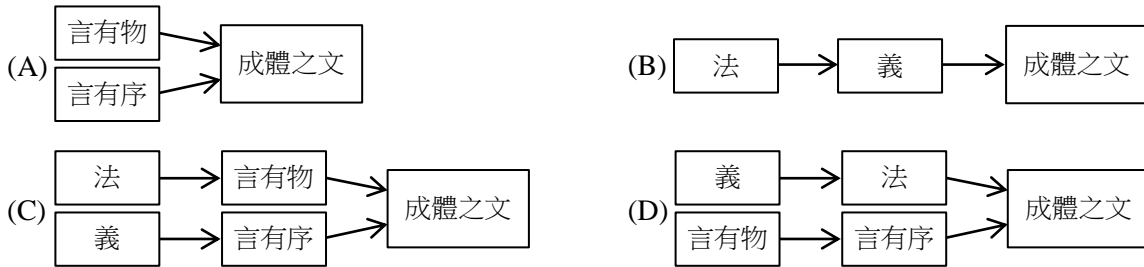 (A) 言有物 言有序 成體之文
(B) 法 義 成體之文
(C) 法 言有物 義 言有序 成體之文
(D) 義 法 言有物 言有序 成體之文